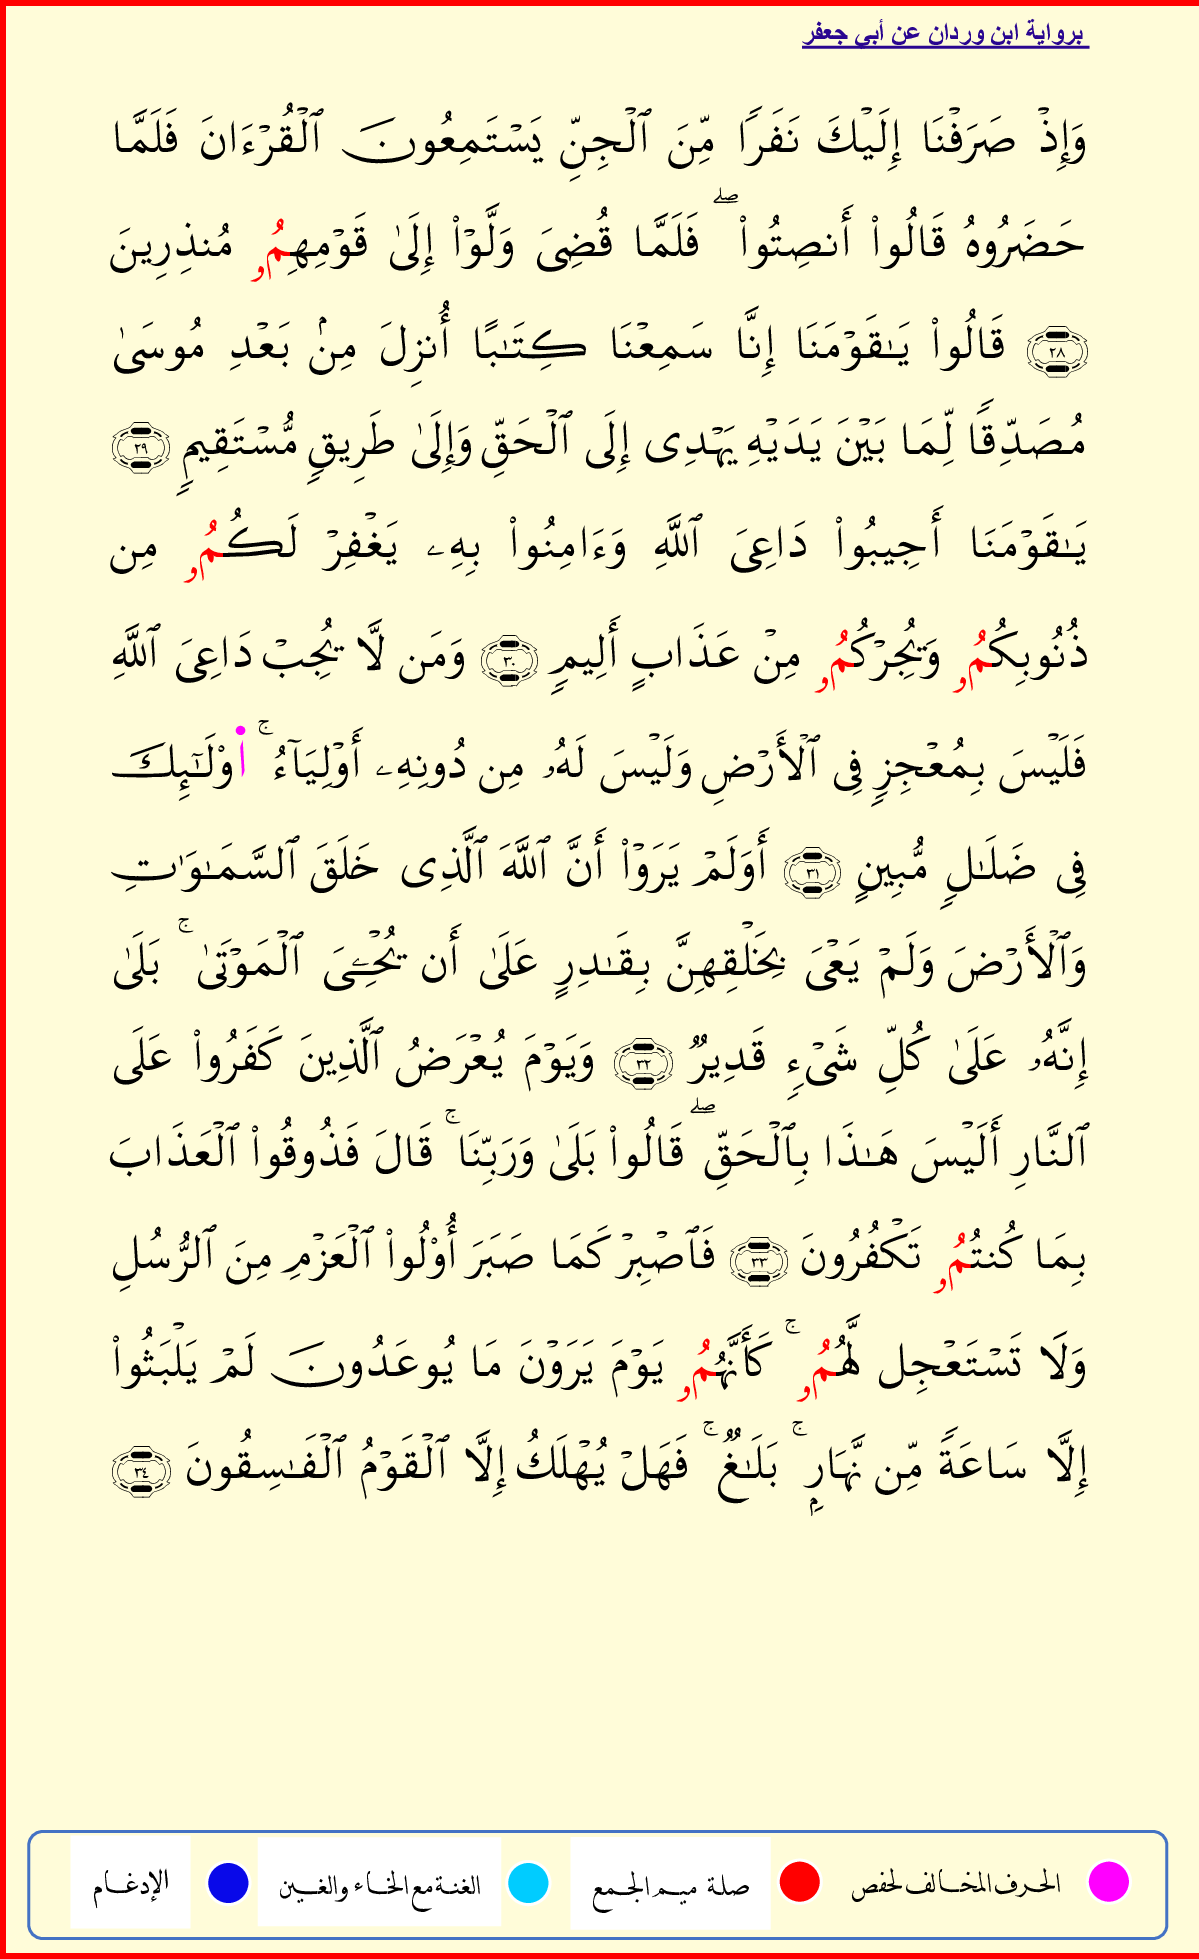 برواية ابن وردان عن أبي جعفر
وَإِذۡ صَرَفۡنَآ إِلَيۡكَ نَفَرًا مِّنَ ٱلۡجِنِّ يَسۡتَمِعُونَ ٱلۡقُرۡءَانَ فَلَمَّا
حَضَرُوهُ قَالُوٓاْ أَنصِتُواْۖ فَلَمَّا قُضِيَ وَلَّوۡاْ إِلَىٰ قَوۡمِهِمُۥ مُنذِرِينَ
٢٨ قَالُواْ يَـٰقَوۡمَنَا إِنَّا سَمِعۡنَا كِتَـٰبًا أُنزِلَ مِنۢ بَعۡدِ مُوسَىٰ
مُصَدِّقًا لِّمَا بَيۡنَ يَدَيۡهِ يَهۡدِي إِلَى ٱلۡحَقِّ وَإِلَىٰ طَرِيقٍ مُّسۡتَقِيمٍ ٢٩
يَـٰقَوۡمَنَا أَجِيبُواْ دَاعِيَ ٱللَّهِ وَءَامِنُواْ بِهِۦ يَغۡفِرۡ لَكُمُۥ مِن
ذُنُوبِكُمُۥ وَيُجِرۡكُمُۥ مِنۡ عَذَابٍ أَلِيمٍ ٣٠ وَمَن لَّا يُجِبۡ دَاعِيَ ٱللَّهِ
فَلَيۡسَ بِمُعۡجِزٍ فِي ٱلۡأَرۡضِ وَلَيۡسَ لَهُۥ مِن دُونِهِۦ أَوۡلِيَآءُۚ ا۬وْلَـٰٓئِكَ
فِي ضَلَـٰلٍ مُّبِينٍ ٣١ أَوَلَمۡ يَرَوۡاْ أَنَّ ٱللَّهَ ٱلَّذِي خَلَقَ ٱلسَّمَـٰوَٰتِ
وَٱلۡأَرۡضَ وَلَمۡ يَعۡيَ بِخَلۡقِهِنَّ بِقَـٰدِرٍ عَلَىٰ أَن يُحۡـِۧيَ ٱلۡمَوۡتَىٰۚ بَلَىٰ
إِنَّهُۥ عَلَىٰ كُلِّ شَيۡءٍ قَدِيرٌ ٣٢ وَيَوۡمَ يُعۡرَضُ ٱلَّذِينَ كَفَرُواْ عَلَى
ٱلنَّارِ أَلَيۡسَ هَـٰذَا بِٱلۡحَقِّۖ قَالُواْ بَلَىٰ وَرَبِّنَاۚ قَالَ فَذُوقُواْ ٱلۡعَذَابَ
بِمَا كُنتُمُۥ تَكۡفُرُونَ ٣٣ فَٱصۡبِرۡ كَمَا صَبَرَ أُوْلُواْ ٱلۡعَزۡمِ مِنَ ٱلرُّسُلِ
وَلَا تَسۡتَعۡجِل لَّهُمُۥۚ كَأَنَّهُمُۥ يَوۡمَ يَرَوۡنَ مَا يُوعَدُونَ لَمۡ يَلۡبَثُواْ
إِلَّا سَاعَةً مِّن نَّهَارِۭۚ بَلَـٰغٌۚ فَهَلۡ يُهۡلَكُ إِلَّا ٱلۡقَوۡمُ ٱلۡفَـٰسِقُونَ ٣٤
الحرف المخالف لحفص صلة ميم الجمع الغنة مع الخاء والغين الإدغام